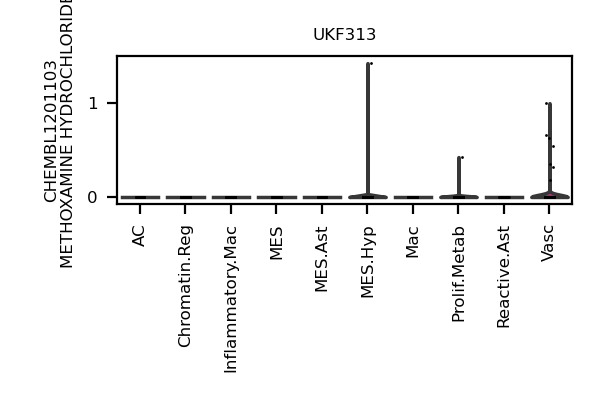 UKF313
CHEMBL1201103
METHOXAMINE HYDROCHLORIDE
1
0
AC
Chromatin.Reg
Inflammatory.Mac
MES
MES.Ast
MES.Hyp
Mac
Prolif.Metab
Reactive.Ast
Vasc